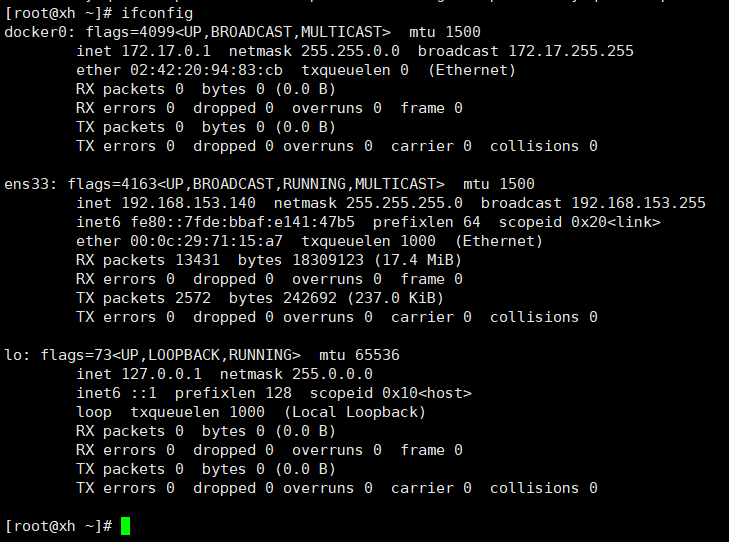 [root@xh ~]# ifconfig
docker0: flags=4099<UP,BROADCAST,MULTICAST>  mtu 1500
        inet 172.17.0.1  netmask 255.255.0.0  broadcast 172.17.255.255
        ether 02:42:20:94:83:cb  txqueuelen 0  (Ethernet)
        RX packets 0  bytes 0 (0.0 B)
        RX errors 0  dropped 0  overruns 0  frame 0
        TX packets 0  bytes 0 (0.0 B)
        TX errors 0  dropped 0 overruns 0  carrier 0  collisions 0

ens33: flags=4163<UP,BROADCAST,RUNNING,MULTICAST>  mtu 1500
        inet 192.168.153.140  netmask 255.255.255.0  broadcast 192.168.153.255
        inet6 fe80::7fde:bbaf:e141:47b5  prefixlen 64  scopeid 0x20<link>
        ether 00:0c:29:71:15:a7  txqueuelen 1000  (Ethernet)
        RX packets 13431  bytes 18309123 (17.4 MiB)
        RX errors 0  dropped 0  overruns 0  frame 0
        TX packets 2572  bytes 242692 (237.0 KiB)
        TX errors 0  dropped 0 overruns 0  carrier 0  collisions 0

lo: flags=73<UP,LOOPBACK,RUNNING>  mtu 65536
        inet 127.0.0.1  netmask 255.0.0.0
        inet6 ::1  prefixlen 128  scopeid 0x10<host>
        loop  txqueuelen 1000  (Local Loopback)
        RX packets 0  bytes 0 (0.0 B)
        RX errors 0  dropped 0  overruns 0  frame 0
        TX packets 0  bytes 0 (0.0 B)
        TX errors 0  dropped 0 overruns 0  carrier 0  collisions 0

[root@xh ~]#